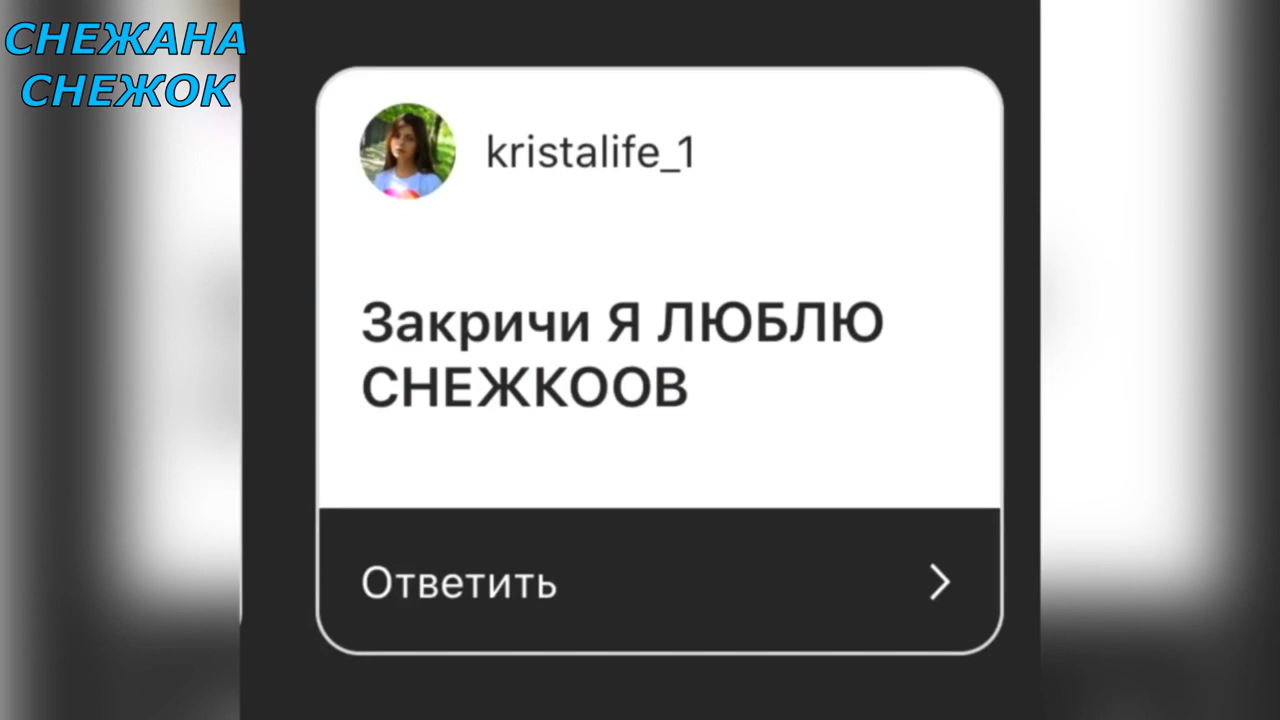 СНЕЖАНА
СНЕЖОК
kristalife_1
Закричи Я ЛЮБЛЮ
СНЕЖКООВ
Ответить